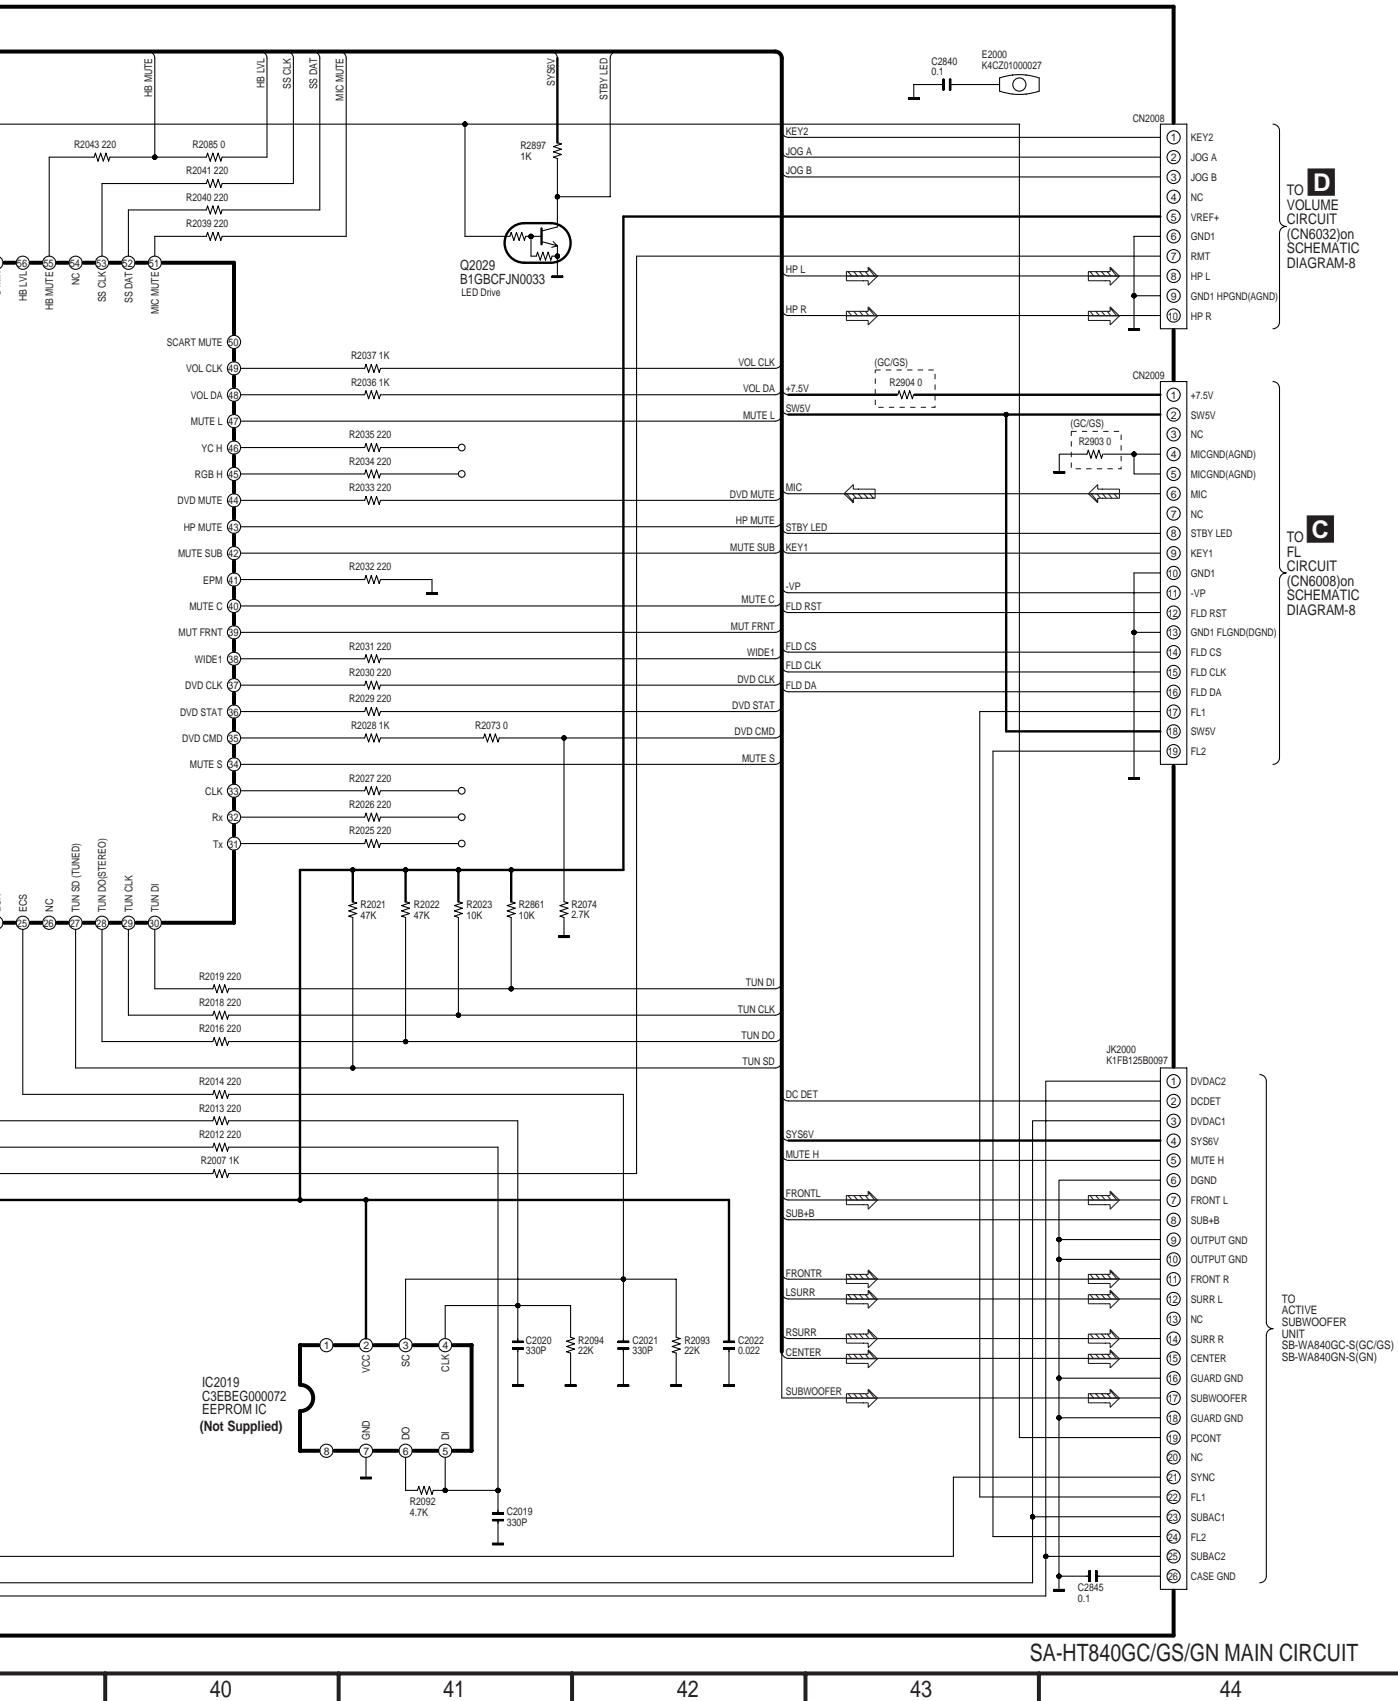 HB MUTE
HB LVL
SS CLK
SS DAT
MIC MUTE
SYS6V
STBY LED
C2840
0.1
E2000
K4CZ01000027
R2043 220
R2085 0
R2041 220
R2040 220
R2039 220
R2897
1K
Q2029
B1GBCFJN0033
LED Drive
KEY2
JOG A
JOG B
HP L
HP R
CN2008
1 KEY2
2 JOG A
3 JOG B
4 NC
5 VREF+
6 GND1
7 RMT
8 HP L
9 GND1 HPGND(AGND)
10 HP R
TO D
VOLUME
CIRCUIT
(CN6032)on
SCHEMATIC
DIAGRAM-8
56 HB LVL
55 HB MUTE
54 NC
53 SS CLK
52 SS DAT
51 MIC MUTE
SCART MUTE 50
VOL CLK 49 R2037 1K VOL CLK
VOL DA 48 R2036 1K VOL DA
MUTE L 47 MUTE L
YC H 46 R2035 220
RGB H 45 R2034 220
DVD MUTE 44 R2033 220 DVD MUTE
HP MUTE 43 HP MUTE
MUTE SUB 42 MUTE SUB
EPM 41 R2032 220
MUTE C 40 MUTE C
MUT FRNT 39 MUT FRNT
WIDE1 38 R2031 220 WIDE1
DVD CLK 37 R2030 220 DVD CLK
DVD STAT 36 R2029 220 DVD STAT
DVD CMD 35 R2028 1K R2073 0 DVD CMD
MUTE S 34 MUTE S
CLK 33 R2027 220
Rx 32 R2026 220
Tx 31 R2025 220
+7.5V
SW5V
MIC
STBY LED
KEY1
-VP
FLD RST
FLD CS
FLD CLK
FLD DA
(GC/GS)
R2904 0
(GC/GS)
R2903 0
CN2009
1 +7.5V
2 SW5V
3 NC
4 MICGND(AGND)
5 MICGND(AGND)
6 MIC
7 NC
8 STBY LED
9 KEY1
10 GND1
11 -VP
12 FLD RST
13 GND1 FLGND(DGND)
14 FLD CS
15 FLD CLK
16 FLD DA
17 FL1
18 SW5V
19 FL2
TO C
FL
CIRCUIT
(CN6008)on
SCHEMATIC
DIAGRAM-8
ECS 25
NC 26
TUN SD (TUNED) 27
TUN DO(STEREO) 28
TUN CLK 29
TUN DI 30
R2021
47K
R2022
47K
R2023
10K
R2861
10K
R2074
2.7K
R2019 220 TUN DI
R2018 220 TUN CLK
R2016 220 TUN DO
TUN SD
R2014 220
R2013 220
R2012 220
R2007 1K
DC DET
SYS6V
MUTE H
FRONTL
SUB+B
FRONTR
LSURR
RSURR
CENTER
SUBWOOFER
JK2000
K1FB125B0097
1 DVDAC2
2 DCDET
3 DVDAC1
4 SYS6V
5 MUTE H
6 DGND
7 FRONT L
8 SUB+B
9 OUTPUT GND
10 OUTPUT GND
11 FRONT R
12 SURR L
13 NC
14 SURR R
15 CENTER
16 GUARD GND
17 SUBWOOFER
18 GUARD GND
19 PCONT
20 NC
21 SYNC
22 FL1
23 SUBAC1
24 FL2
25 SUBAC2
26 CASE GND
TO
ACTIVE
SUBWOOFER
UNIT
SB-WA840GC-S(GC/GS)
SB-WA840GN-S(GN)
C2020
330P
R2094
22K
C2021
330P
R2093
22K
C2022
0.022
IC2019
C3EBEG000072
EEPROM IC
(Not Supplied)
1
2 VCC
3 SC
4 CLK
8
7 GND
6 DO
5 DI
R2092
4.7K
C2019
330P
C2845
0.1
SA-HT840GC/GS/GN MAIN CIRCUIT
40 41 42 43 44